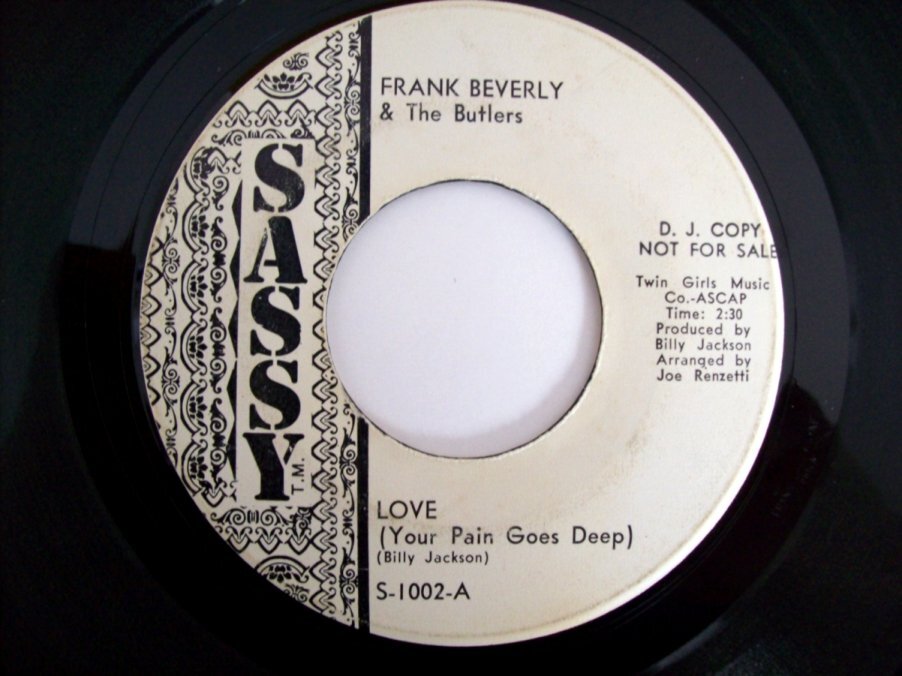 FRANK BEVERLY
& The Butlers
SASSY
T.M.
D. J. COPY
NOT FOR SALE
Twin Girls Music
Co.-ASCAP
Time: 2:30
Produced by
Billy Jackson
Arranged by
Joe Renzetti
LOVE
(Your Pain Goes Deep)
(Billy Jackson)
S-1002-A